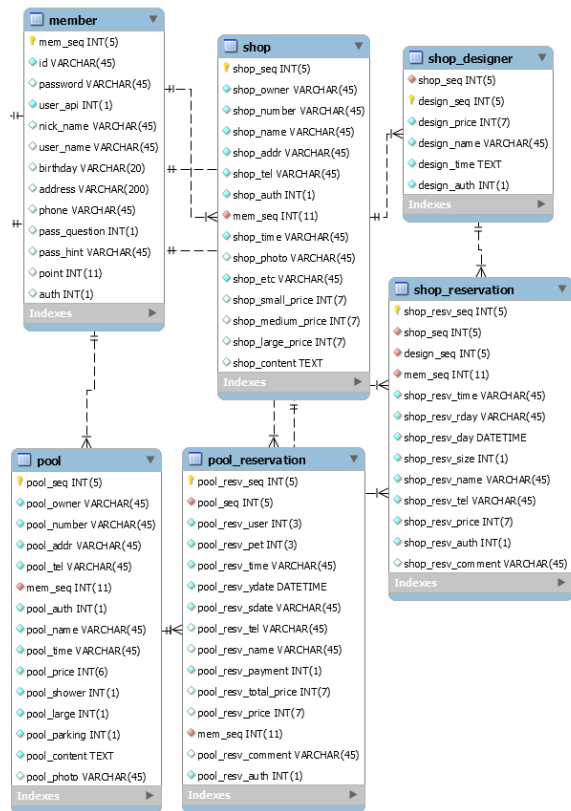 member
mem_seq INT(5)
id VARCHAR(45)
password VARCHAR(45)
user_api INT(1)
nick_name VARCHAR(45)
user_name VARCHAR(45)
birthday VARCHAR(20)
address VARCHAR(200)
phone VARCHAR(45)
pass_question INT(1)
pass_hint VARCHAR(45)
point INT(11)
auth INT(1)
Indexes
shop
shop_seq INT(5)
shop_owner VARCHAR(45)
shop_number VARCHAR(45)
shop_name VARCHAR(45)
shop_addr VARCHAR(45)
shop_tel VARCHAR(45)
shop_auth INT(1)
mem_seq INT(11)
shop_time VARCHAR(45)
shop_photo VARCHAR(45)
shop_etc VARCHAR(45)
shop_small_price INT(7)
shop_medium_price INT(7)
shop_large_price INT(7)
shop_content TEXT
Indexes
shop_designer
shop_seq INT(5)
design_seq INT(5)
design_price INT(7)
design_name VARCHAR(45)
design_time TEXT
design_auth INT(1)
Indexes
shop_reservation
shop_resv_seq INT(5)
shop_seq INT(5)
design_seq INT(5)
mem_seq INT(11)
shop_resv_time VARCHAR(45)
shop_resv_rday VARCHAR(45)
shop_resv_day DATETIME
shop_resv_size INT(1)
shop_resv_name VARCHAR(45)
shop_resv_tel VARCHAR(45)
shop_resv_price INT(7)
shop_resv_auth INT(1)
shop_resv_comment VARCHAR(45)
Indexes
pool
pool_seq INT(5)
pool_owner VARCHAR(45)
pool_number VARCHAR(45)
pool_addr VARCHAR(45)
pool_tel VARCHAR(45)
mem_seq INT(11)
pool_auth INT(1)
pool_name VARCHAR(45)
pool_time VARCHAR(45)
pool_price INT(6)
pool_shower INT(1)
pool_large INT(1)
pool_parking INT(1)
pool_content TEXT
pool_photo VARCHAR(45)
Indexes
pool_reservation
pool_resv_seq INT(5)
pool_seq INT(5)
pool_resv_user INT(3)
pool_resv_pet INT(3)
pool_resv_time VARCHAR(45)
pool_resv_ydate DATETIME
pool_resv_sdate VARCHAR(45)
pool_resv_tel VARCHAR(45)
pool_resv_name VARCHAR(45)
pool_resv_payment INT(1)
pool_resv_total_price INT(7)
pool_resv_price INT(7)
mem_seq INT(11)
pool_resv_comment VARCHAR(45)
pool_resv_auth INT(1)
Indexes